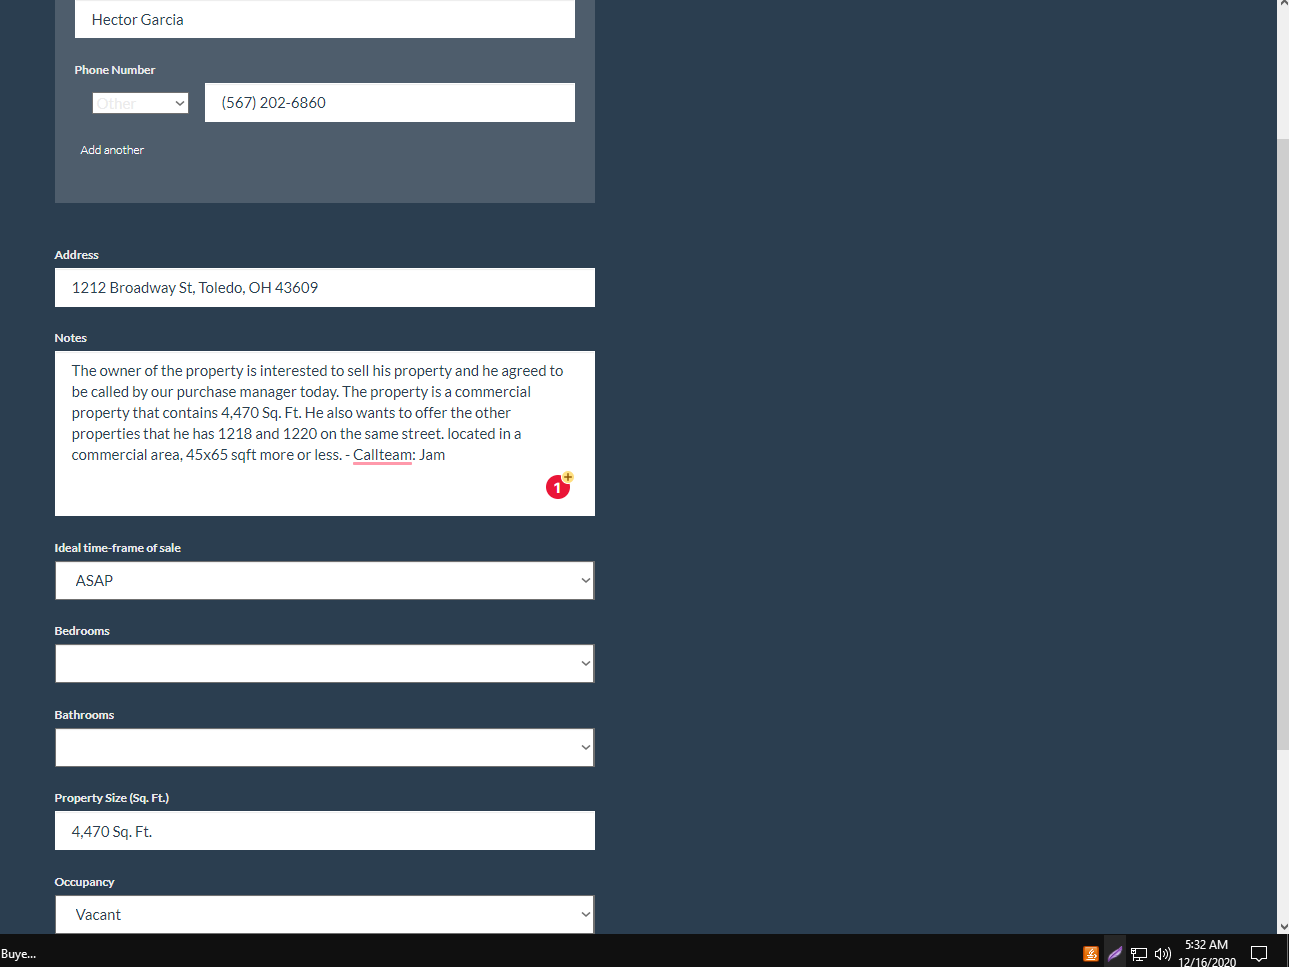 Hector Garcia
Phone Number
Other
(567) 202-6860
Add another
Address
1212 Broadway St, Toledo, OH 43609
Notes
The owner of the property is interested to sell his property and he agreed to
be called by our purchase manager today. The property is a commercial
property that contains 4,470 Sq. Ft. He also wants to offer the other
properties that he has 1218 and 1220 on the same street. located in a
commercial area, 45x65 sqft more or less. - Callteam: Jam
1
Ideal time-frame of sale
ASAP
Bedrooms
Bathrooms
Property Size (Sq. Ft.)
4,470 Sq. Ft.
Occupancy
Vacant
Buye...
5:32 AM
12/16/2020